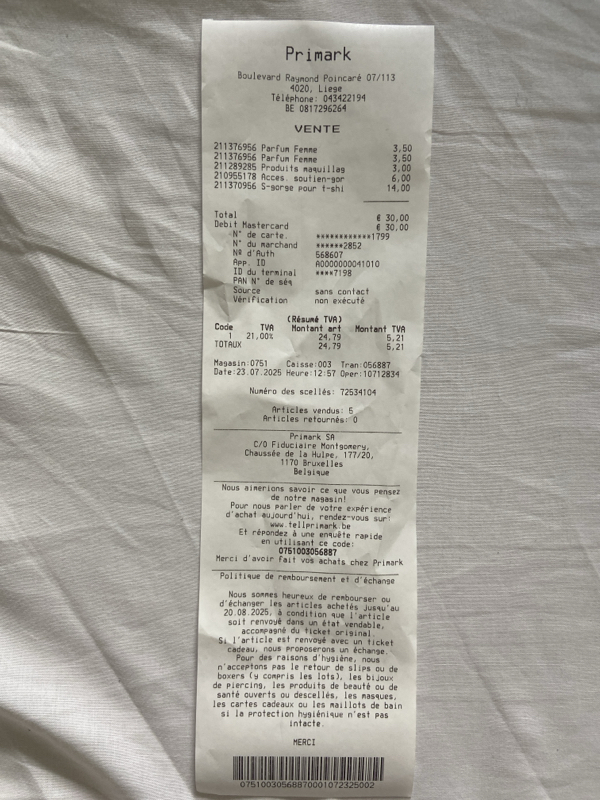 Primark
Boulevard Raymond Poincaré 07/113
4020, Liege
Téléphone: 043422194
BE 0817296264
VENTE
211376956 Parfum Femme 3,50
211376956 Parfum Femme 3,50
211289285 Produits maquillag 3,00
210955178 Acces. soutien-gor 6,00
211370956 S-gorge pour t-shi 14,00
Total € 30,00
Debit Mastercard € 30,00
N° de carte. ************1799
N° du marchand ******2852
Nº d'Auth 568607
App. ID A0000000041010
ID du terminal ****7198
PAN N° de séq
Source sans contact
Vérification non exécuté
(Résumé TVA)
Code TVA Montant art Montant TVA
1 21,00% 24,79 5,21
TOTAUX 24,79 5,21
Magasin:0751 Caisse:003 Tran:056887
Date:23.07.2025 Heure:12:57 Oper:10712834
Numéro des scellés: 72534104
Articles vendus: 5
Articles retournés: 0
Primark SA
C/O Fiduciaire Montgomery,
Chaussée de la Hulpe, 177/20,
1170 Bruxelles
Belgique
Nous aimerions savoir ce que vous pensez
de notre magasin!
Pour nous parler de votre expérience
d'achat aujourd'hui, rendez-vous sur:
www.tellprimark.be
Et répondez à une enquête rapide
en utilisant ce code:
0751003056887
Merci d'avoir fait vos achats chez Primark
Politique de remboursement et d'échange
Nous sommes heureux de rembourser ou
d'échanger les articles achetés jusqu'au
20.08.2025, à condition que l'article
soit renvoyé dans un état vendable,
accompagné du ticket original.
Si l'article est renvoyé avec un ticket
cadeau, nous proposerons un échange.
Pour des raisons d'hygiène, nous
n'acceptons pas le retour de slips ou de
boxers (y compris les lots), les bijoux
de piercing, les produits de beauté ou de
santé ouverts ou descellés, les masques,
les cartes cadeaux ou les maillots de bain
si la protection hygiénique n'est pas
intacte.
MERCI
07510030568870001072325002